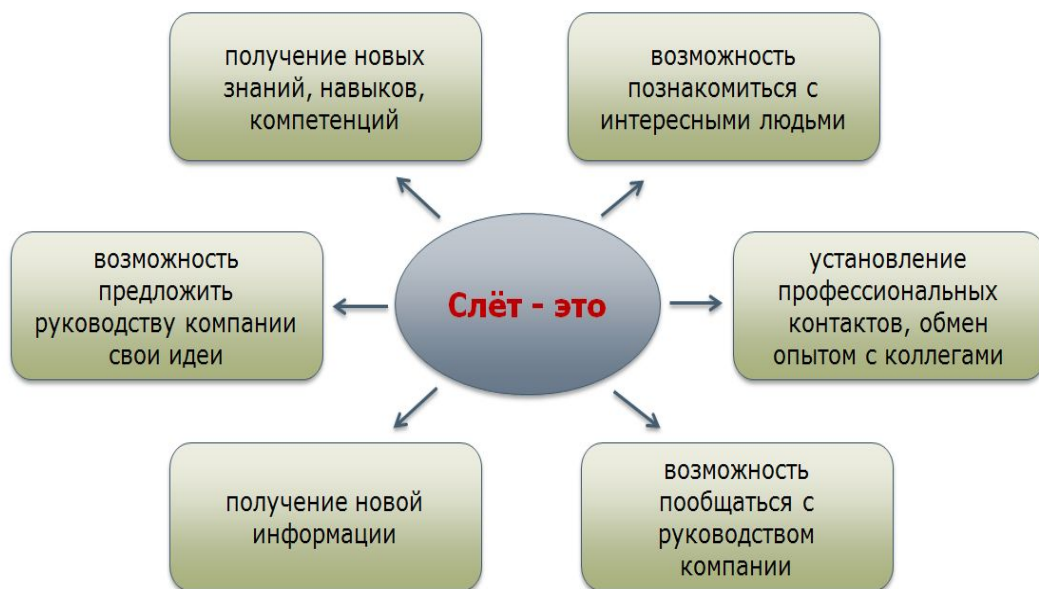 получение новых
знаний, навыков,
компетенций
возможность
познакомиться с
интересными людьми
возможность
предложить
руководству компании
свои идеи
Слёт - это
установление
профессиональных
контактов, обмен
опытом с коллегами
получение новой
информации
возможность
пообщаться с
руководством
компании